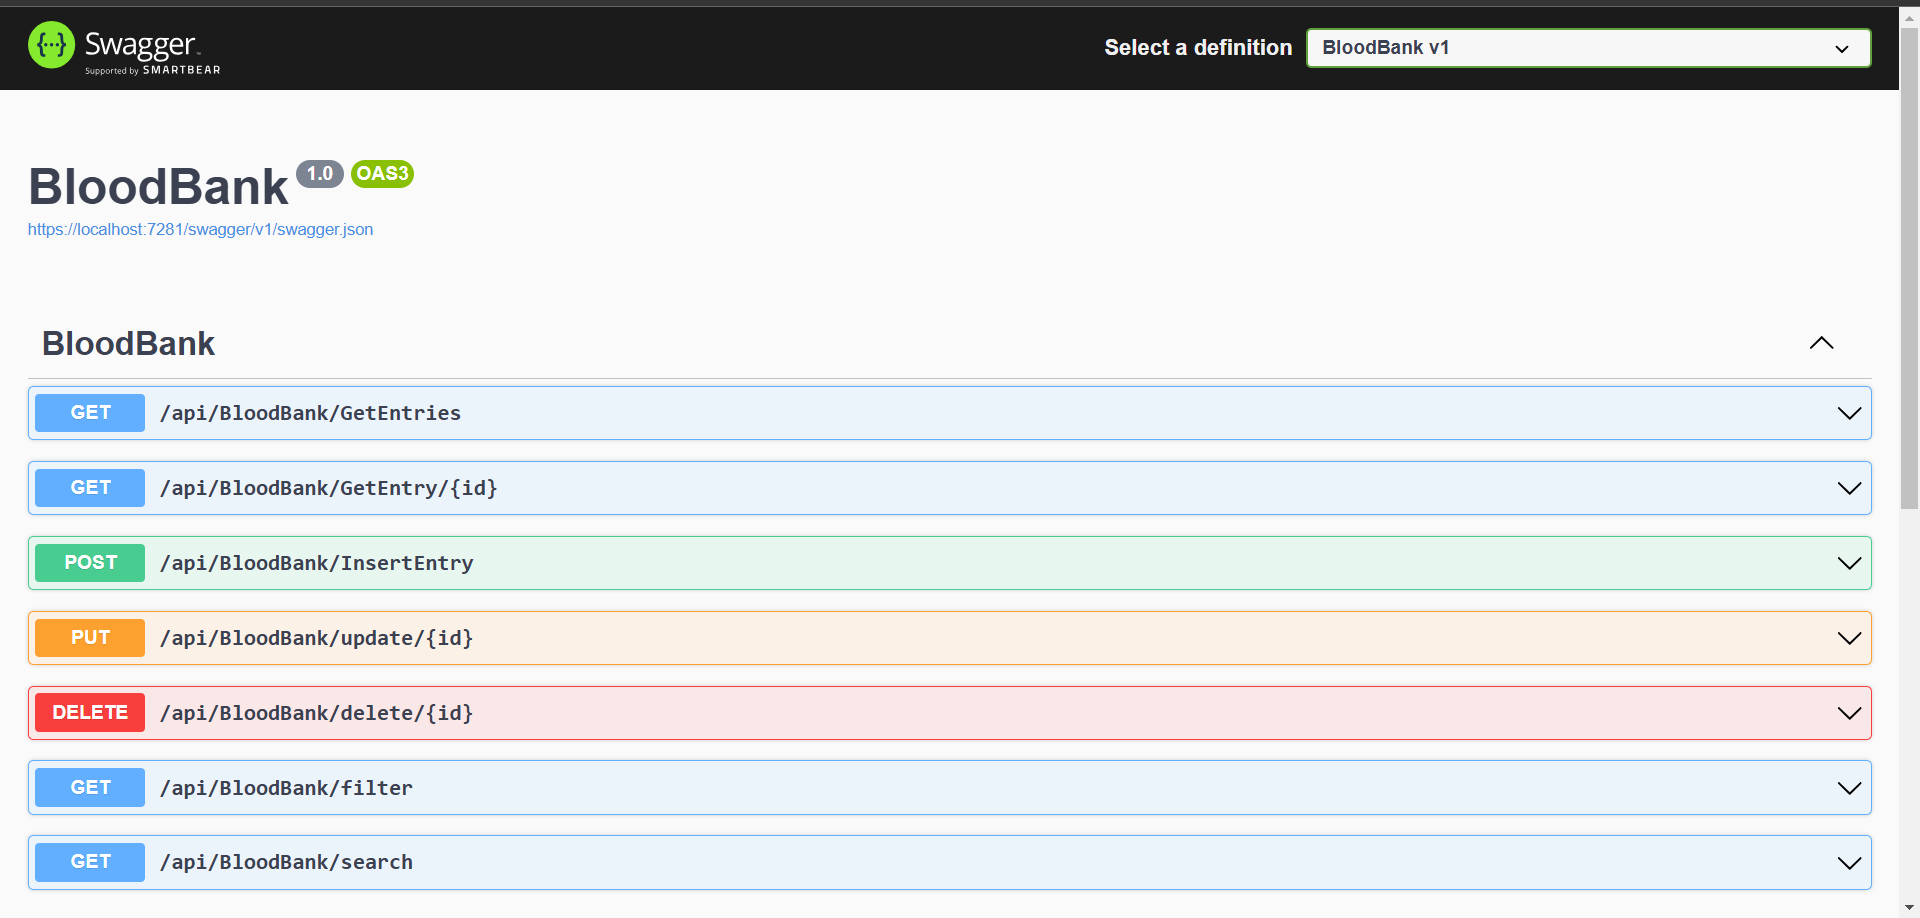 {···} Swagger™
Supported by SMARTBEAR
Select a definition
BloodBank v1
BloodBank 1.0 OAS3
https://localhost:7281/swagger/v1/swagger.json
BloodBank
GET /api/BloodBank/GetEntries
GET /api/BloodBank/GetEntry/{id}
POST /api/BloodBank/InsertEntry
PUT /api/BloodBank/update/{id}
DELETE /api/BloodBank/delete/{id}
GET /api/BloodBank/filter
GET /api/BloodBank/search